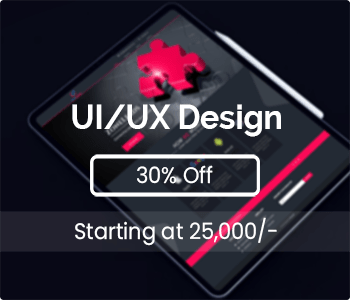 UI/UX Design
30% Off
Starting at 25,000/-